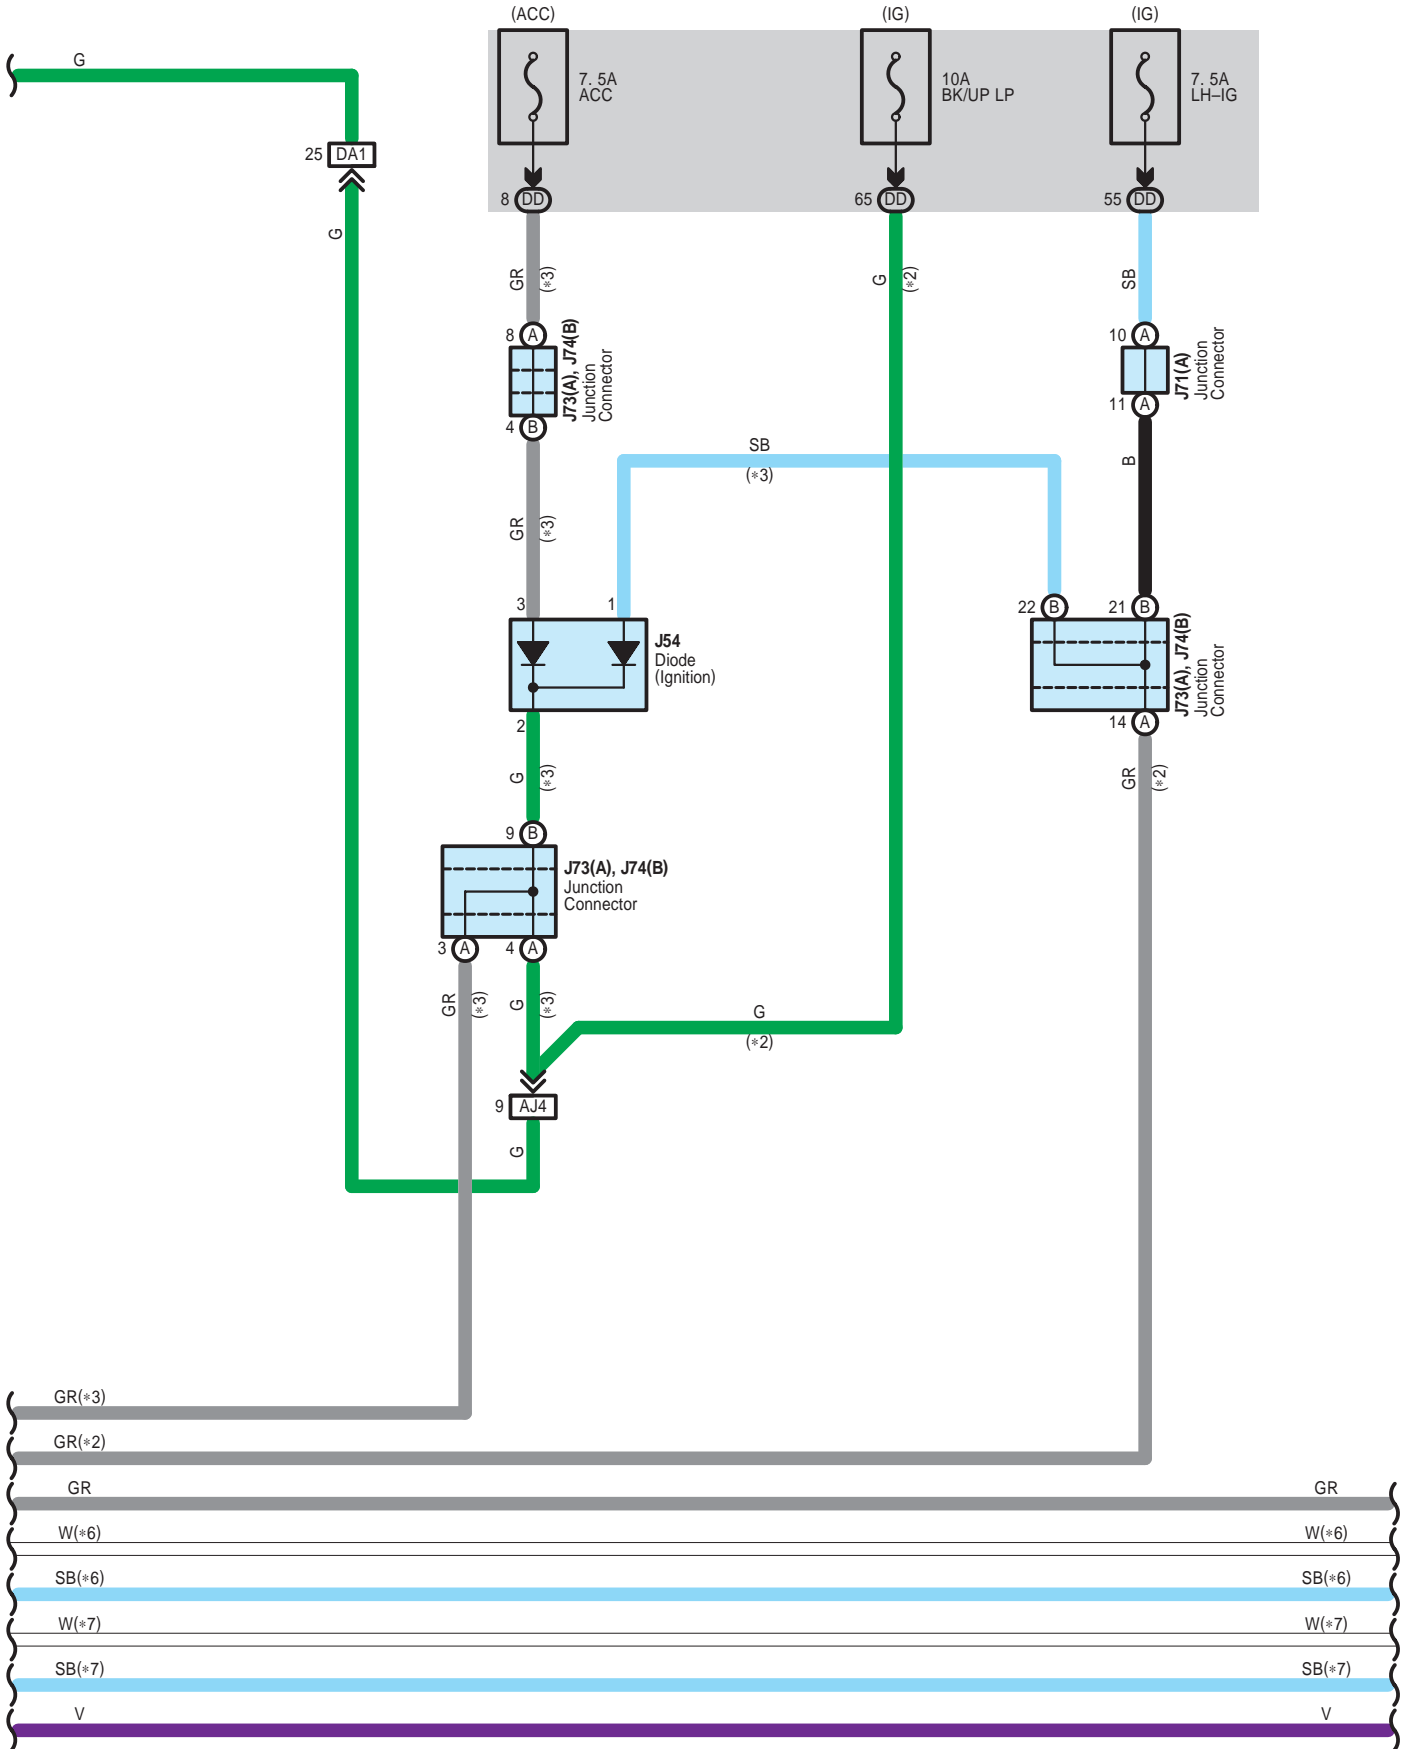 (ACC)
(IG)
(IG)
G
7. 5A
ACC
10A
BK/UP LP
7. 5A
LH–IG
25 DA1
8 DD
65 DD
55 DD
G
GR
(*3)
G
(*2)
SB
8 A
J73(A), J74(B)
Junction
Connector
4 B
10 A
J71(A)
Junction
Connector
11 A
SB
(*3)
B
GR
(*3)
3
1
J54
Diode
(Ignition)
2
22 B
21 B
J73(A), J74(B)
Junction
Connector
14 A
G
(*3)
GR
(*2)
9 B
J73(A), J74(B)
Junction
Connector
3 A
4 A
GR
(*3)
G
(*3)
G
(*2)
9 AJ4
G
GR(*3)
GR(*2)
GR
GR
W(*6)
W(*6)
SB(*6)
SB(*6)
W(*7)
W(*7)
SB(*7)
SB(*7)
V
V